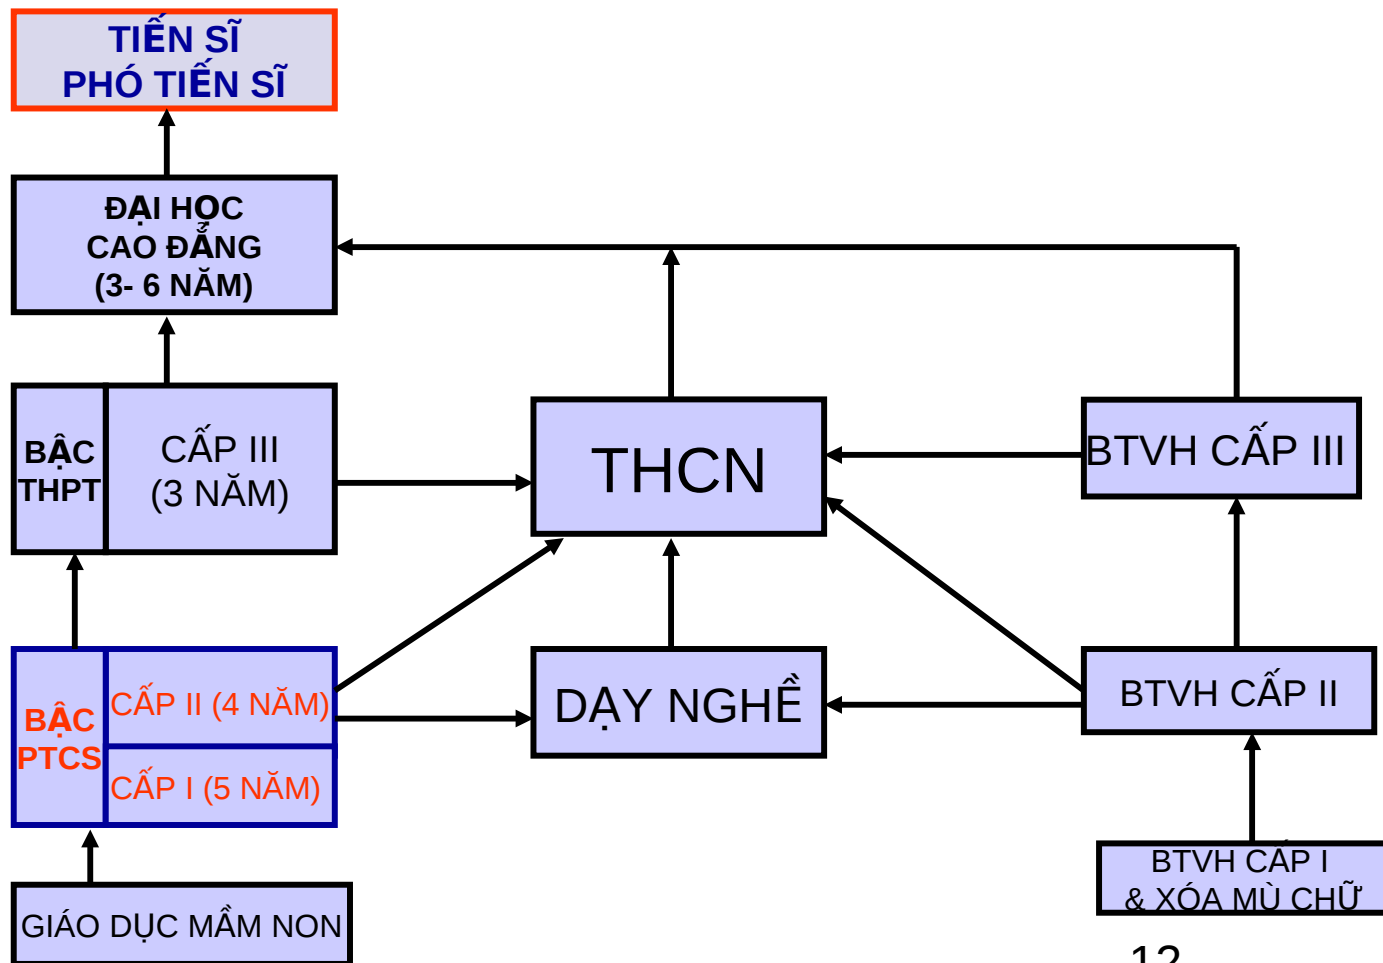 TIẾN SĨ
PHÓ TIẾN SĨ
ĐẠI HỌC
CAO ĐẲNG
(3- 6 NĂM)
BẬC
THPT
CẤP III
(3 NĂM)
THCN
BTVH CẤP III
BẬC
PTCS
CẤP II (4 NĂM)
CẤP I (5 NĂM)
DẠY NGHỀ
BTVH CẤP II
BTVH CẤP I
& XÓA MÙ CHỮ
GIÁO DỤC MẦM NON
12